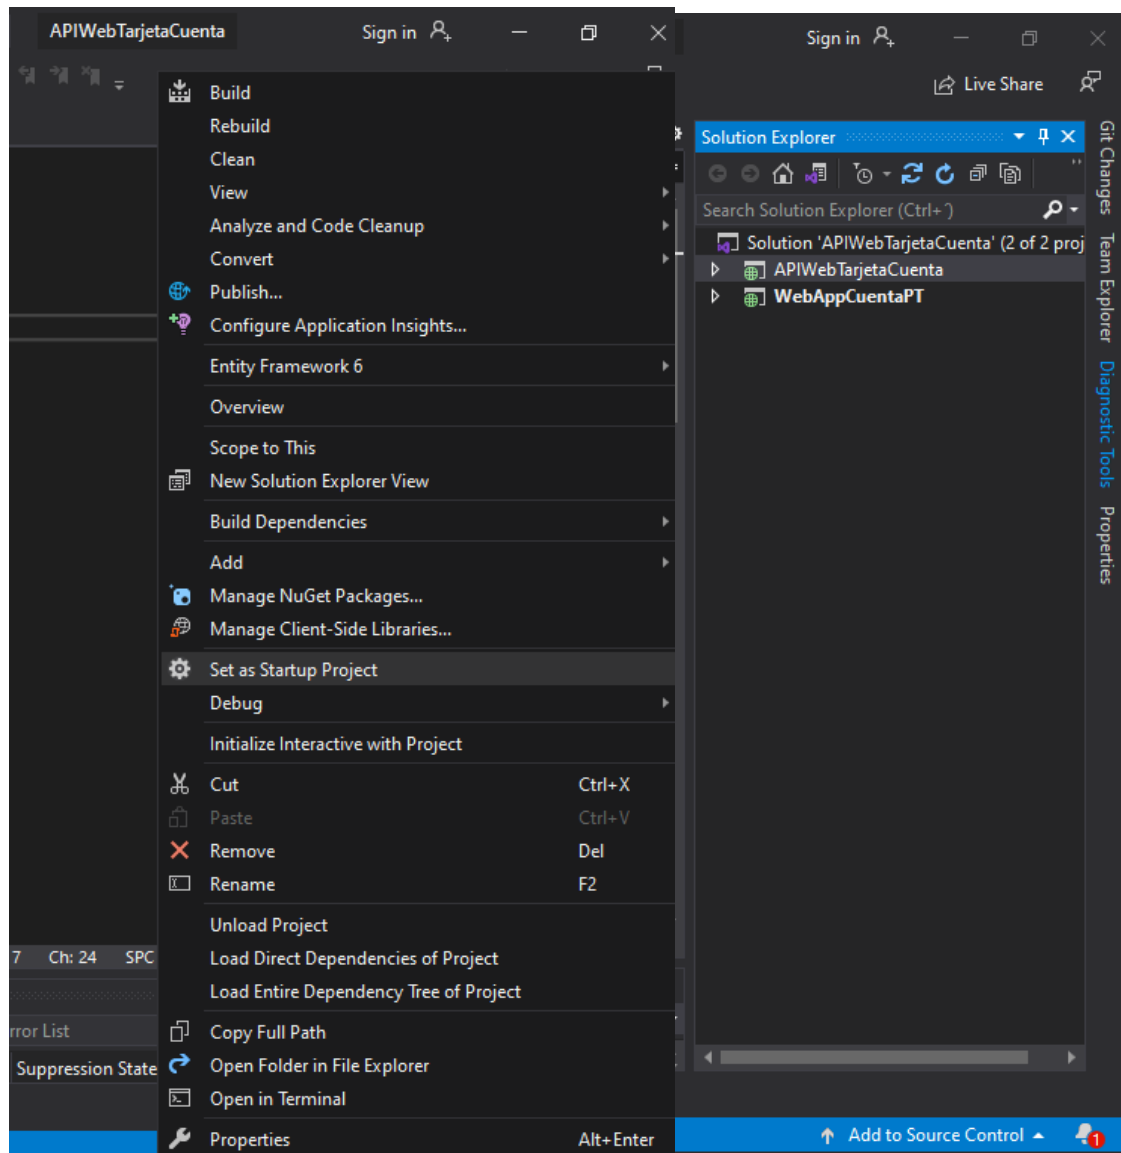 APIWebTarjetaCuenta
Sign in
Build
Rebuild
Clean
View
Analyze and Code Cleanup
Convert
Publish...
Configure Application Insights...
Entity Framework 6
Overview
Scope to This
New Solution Explorer View
Build Dependencies
Add
Manage NuGet Packages...
Manage Client-Side Libraries...
Set as Startup Project
Debug
Initialize Interactive with Project
Cut Ctrl+X
Paste Ctrl+V
Remove Del
Rename F2
Unload Project
Load Direct Dependencies of Project
Load Entire Dependency Tree of Project
Copy Full Path
Open Folder in File Explorer
Open in Terminal
Properties Alt+Enter
7 Ch: 24 SPC
rror List
Suppression State
Sign in
Live Share
Solution Explorer
Search Solution Explorer (Ctrl+´)
Solution 'APIWebTarjetaCuenta' (2 of 2 proj
APIWebTarjetaCuenta
WebAppCuentaPT
Git Changes
Team Explorer
Diagnostic Tools
Properties
Add to Source Control
1